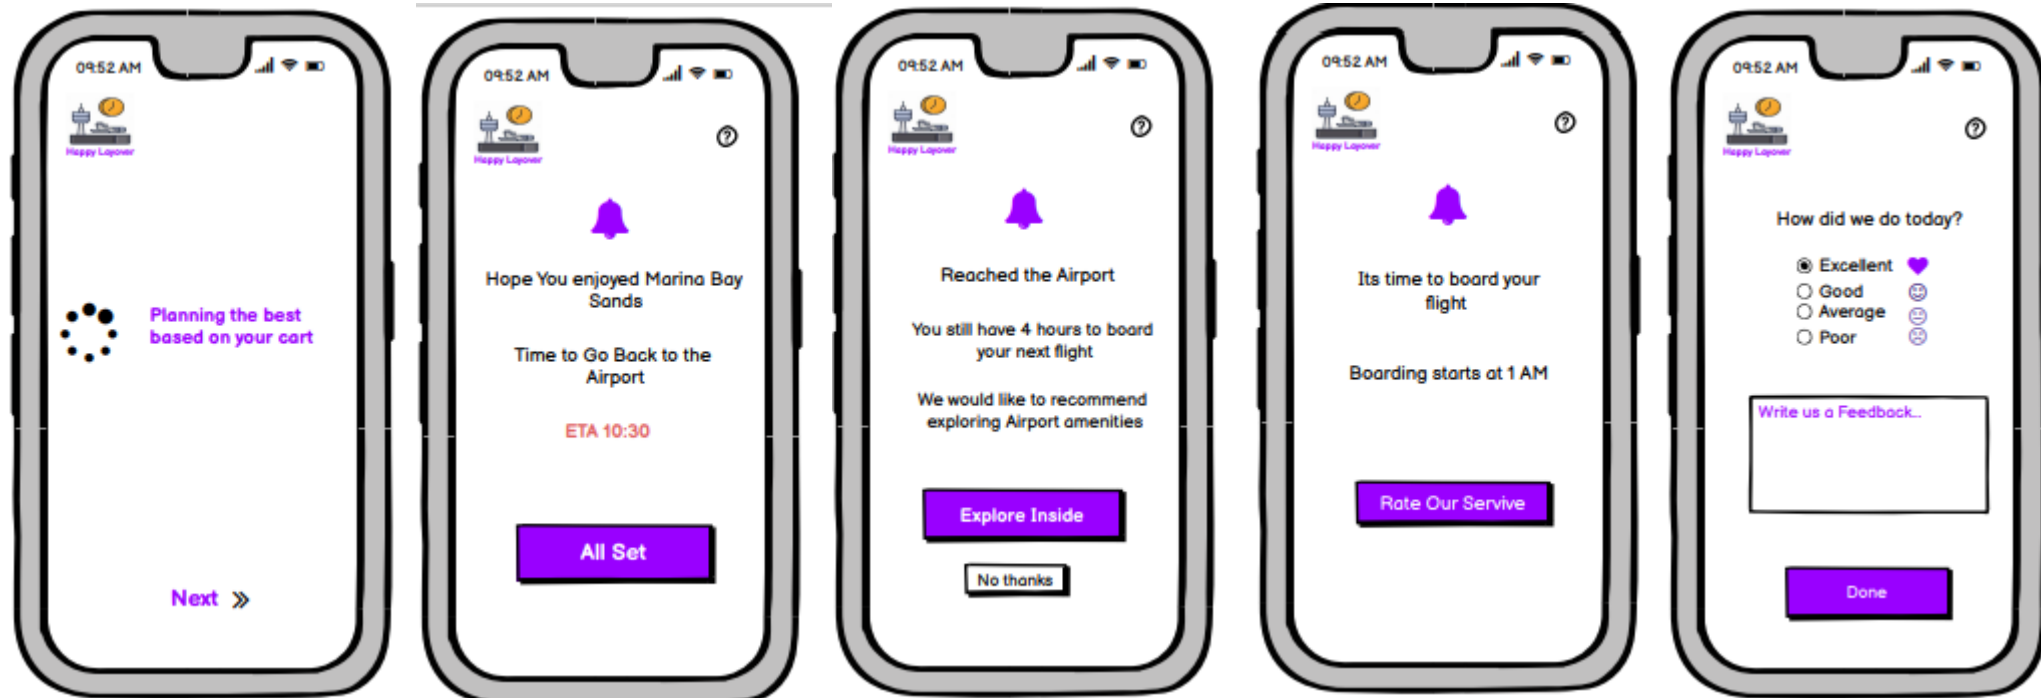 09:52 AM
Happy Layover
Planning the best
based on your cart
Next
09:52 AM
?
Happy Layover
Hope You enjoyed Marina Bay
Sands
Time to Go Back to the
Airport
ETA 10:30
All Set
09:52 AM
?
Happy Layover
Reached the Airport
You still have 4 hours to board
your next flight
We would like to recommend
exploring Airport amenities
Explore Inside
No thanks
09:52 AM
?
Happy Layover
Its time to board your
flight
Boarding starts at 1 AM
Rate Our Servive
09:52 AM
?
Happy Layover
How did we do today?
Excellent
Good
Average
Poor
Write us a Feedback..
Done